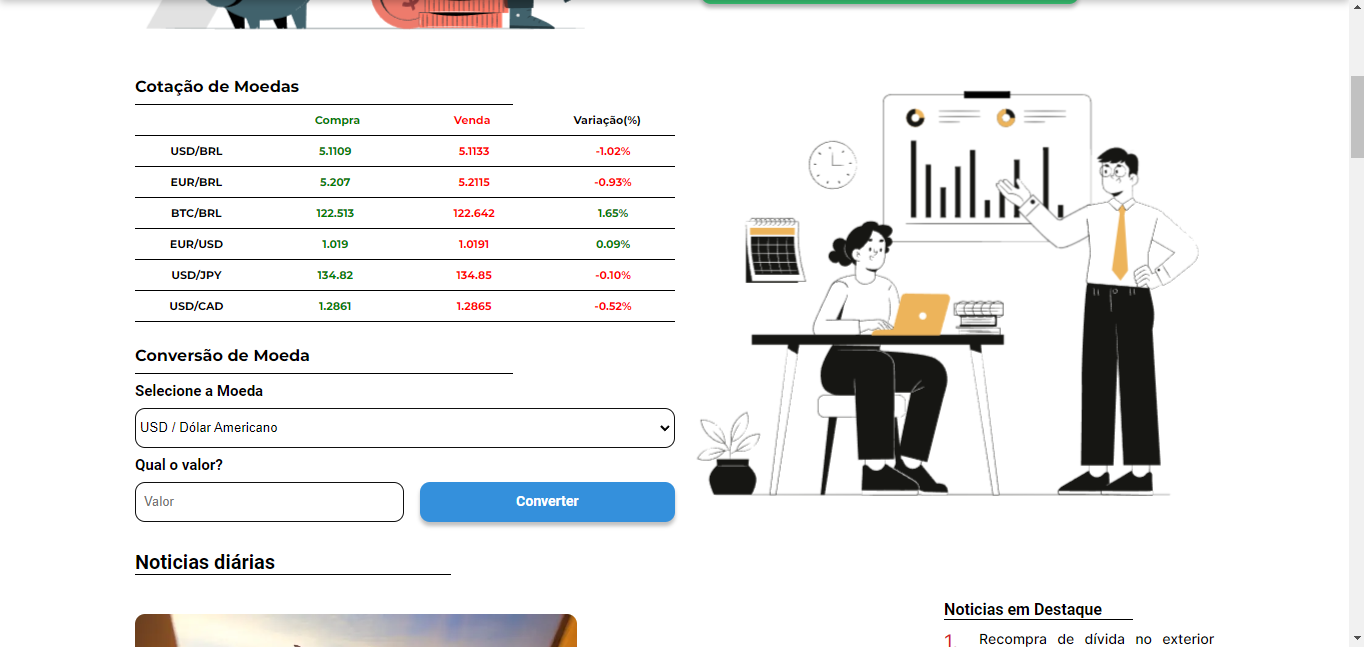 Cotação de Moedas
Compra Venda Variação(%)
USD/BRL 5.1109 5.1133 -1.02%
EUR/BRL 5.207 5.2115 -0.93%
BTC/BRL 122.513 122.642 1.65%
EUR/USD 1.019 1.0191 0.09%
USD/JPY 134.82 134.85 -0.10%
USD/CAD 1.2861 1.2865 -0.52%
Conversão de Moeda
Selecione a Moeda
USD / Dólar Americano
Qual o valor?
Valor Converter
Noticias diárias
Noticias em Destaque
1. Recompra de dívida no exterior